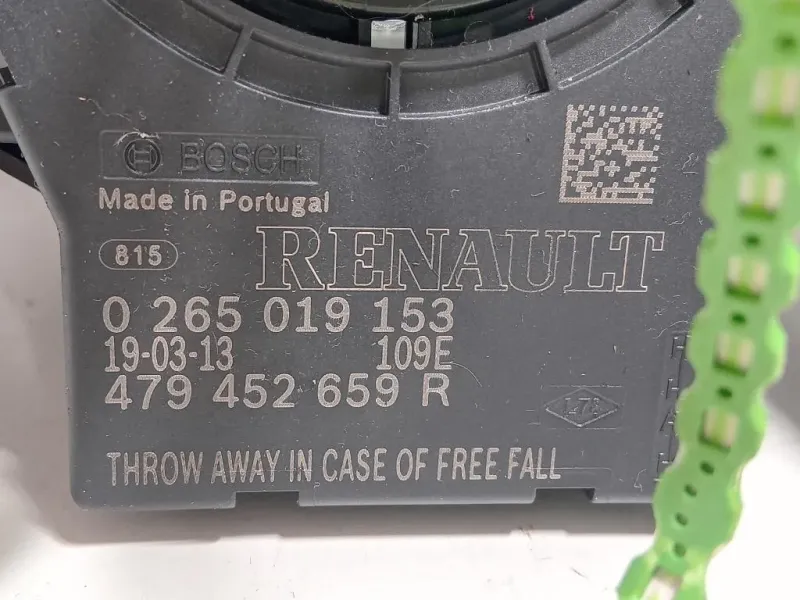 BOSCH
Made in Portugal
815
RENAULT
0 265 019 153
19-03-13 109E
479 452 659 R
THROW AWAY IN CASE OF FREE FALL